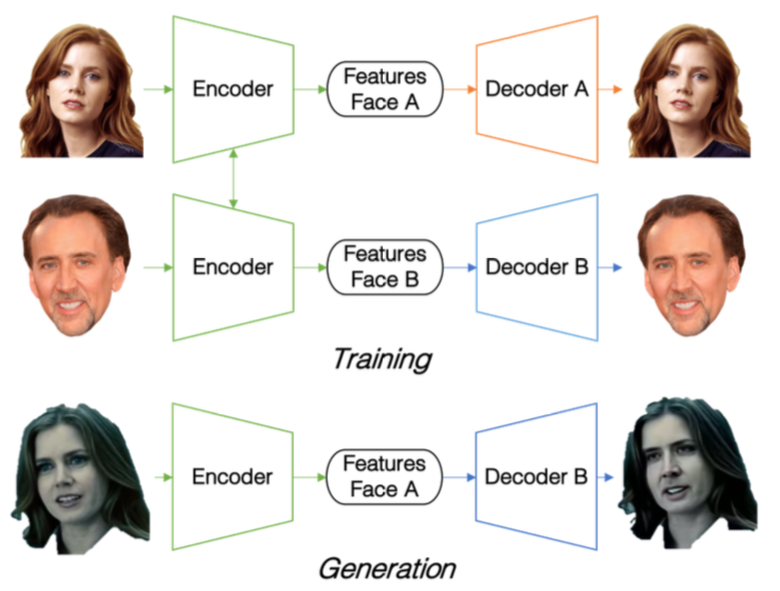 Encoder
Features
Face A
Decoder A
Encoder
Features
Face B
Decoder B
Training
Encoder
Features
Face A
Decoder B
Generation